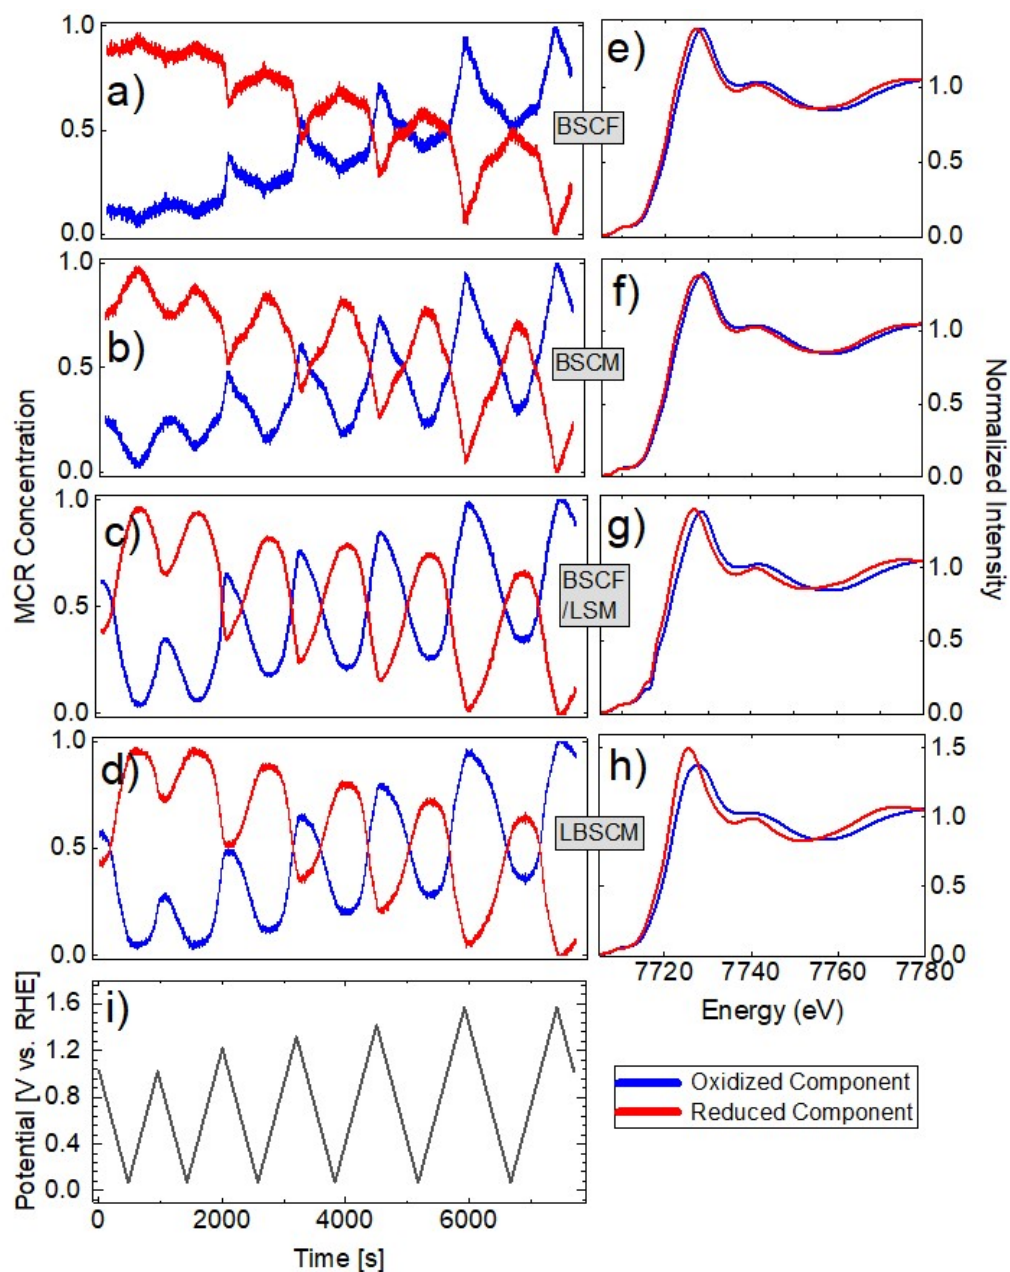 a)
1.0
0.5
0.0
BSCF
e)
1.0
0.5
0.0
b)
1.0
0.5
0.0
BSCM
f)
1.0
0.5
0.0
c)
1.0
0.5
0.0
BSCF
/LSM
g)
1.0
0.5
0.0
d)
1.0
0.5
0.0
LBSCM
h)
1.5
1.0
0.5
0.0
MCR Concentration
Normalized Intensity
7720 7740 7760 7780
Energy (eV)
i)
1.6
1.2
0.8
0.4
0.0
Potential [V vs. RHE]
0 2000 4000 6000
Time [s]
Oxidized Component
Reduced Component